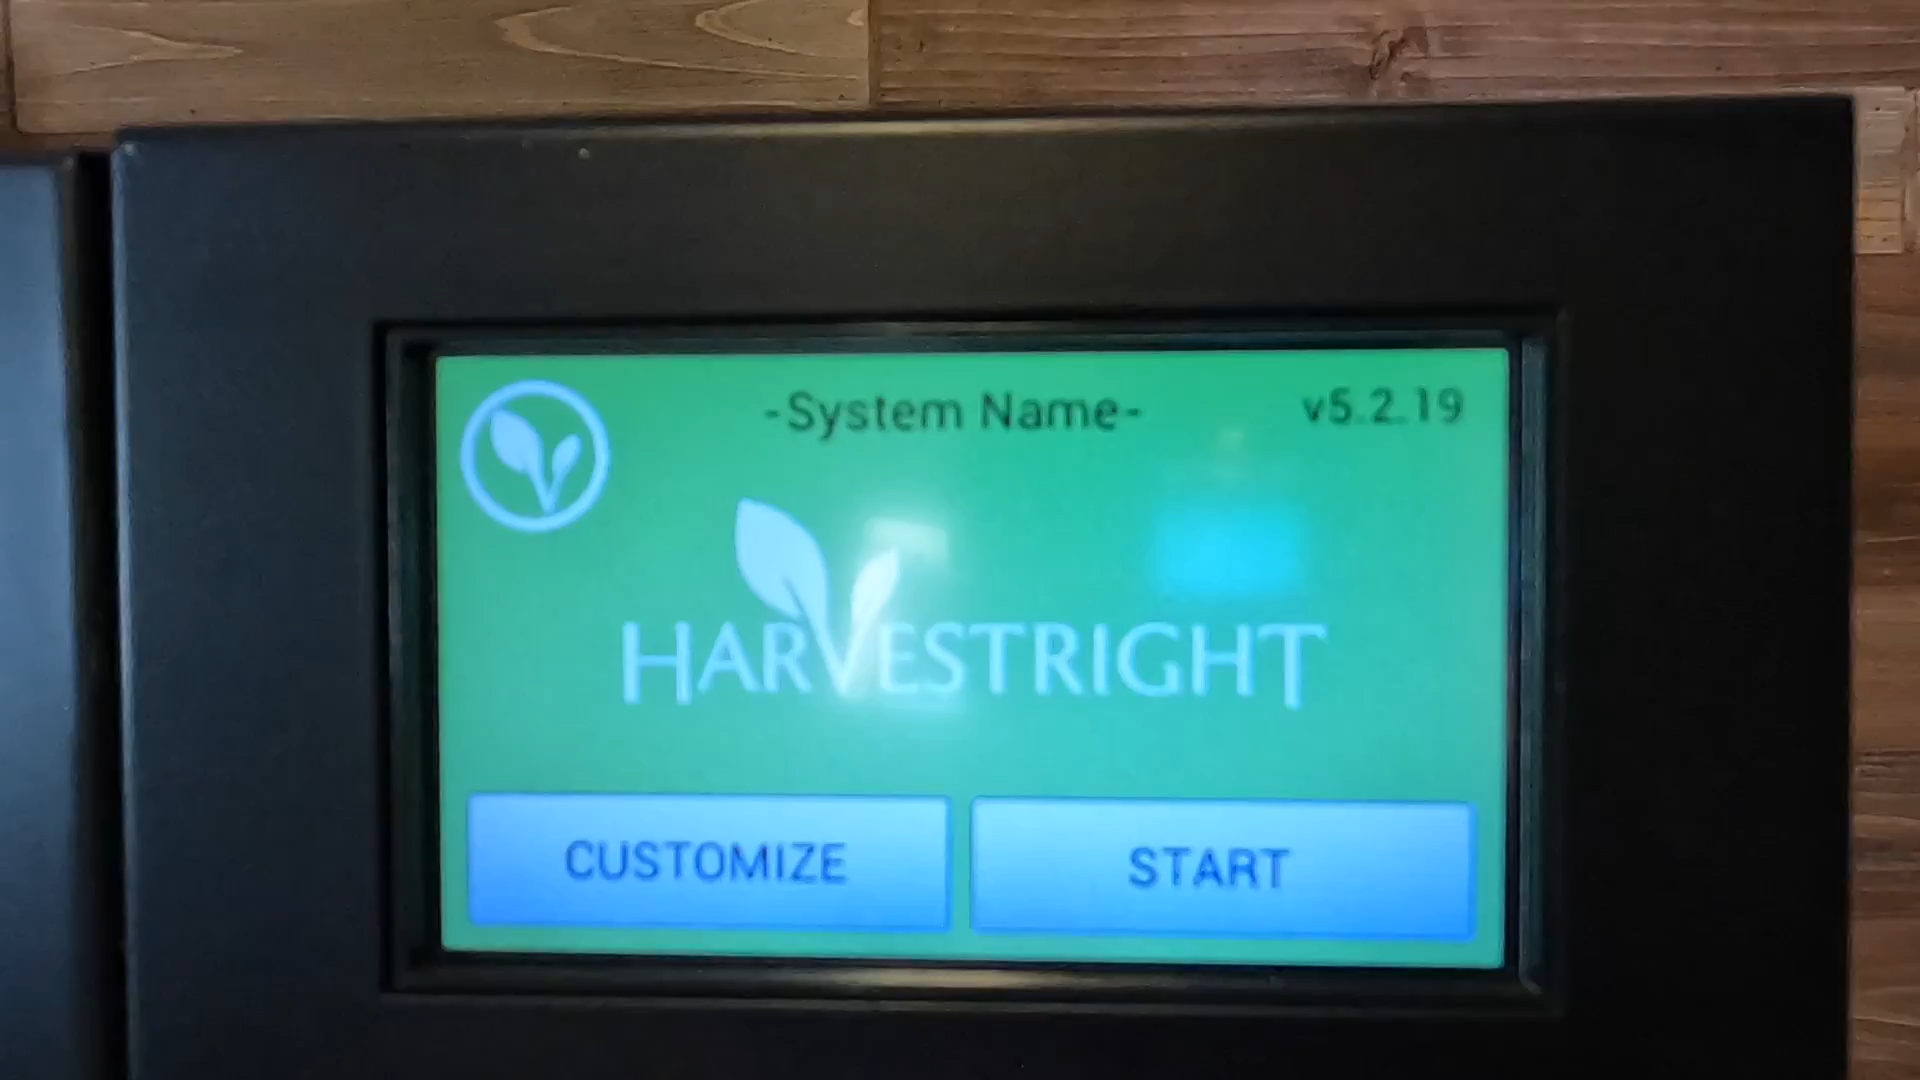 -System Name-
v5.2.19
HARVESTRIGHT
CUSTOMIZE
START